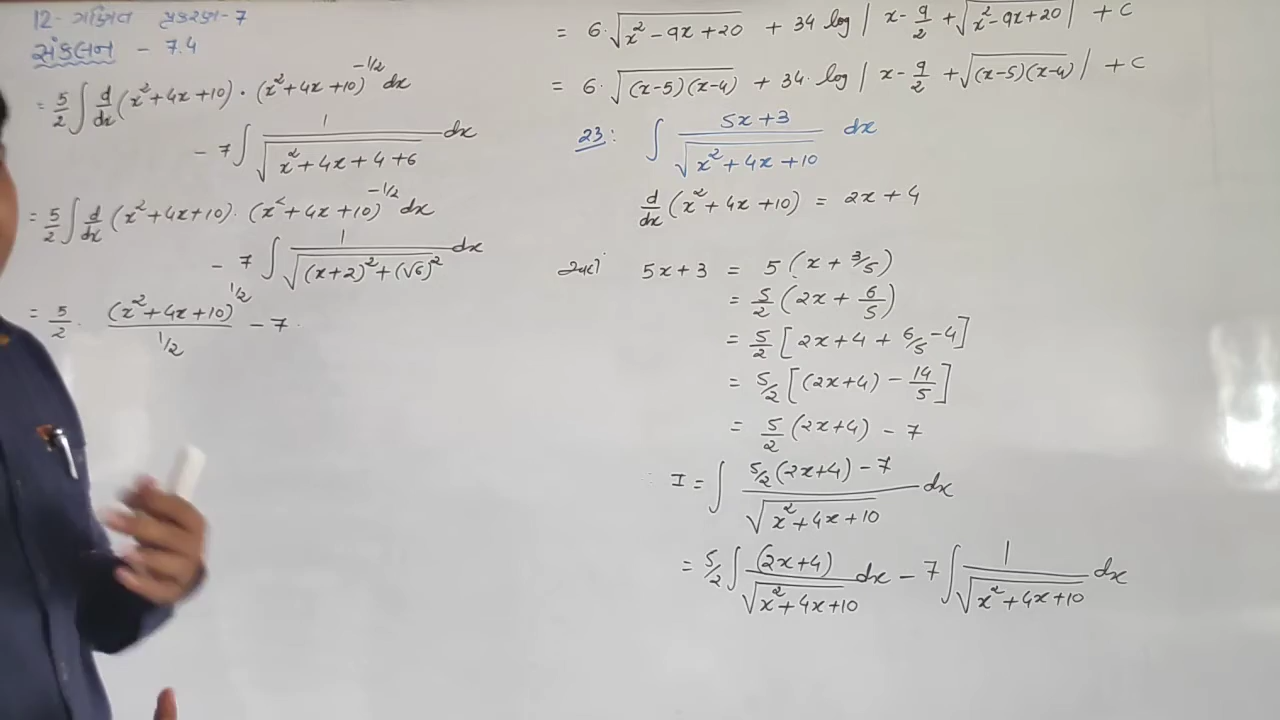 12- ગણિત પ્રકરણ-7
સંકલન - 7.4
= 5/2 ∫ d/dx (x²+4x+10) · (x²+4x+10)^-1/2 dx
- 7 ∫ 1/√(x²+4x+4+6) dx
= 5/2 ∫ d/dx (x²+4x+10) · (x²+4x+10)^-1/2 dx
- 7 ∫ 1/√((x+2)²+(√6)²) dx
= 5/2 · (x²+4x+10)^1/2 / 1/2 - 7
= 6·√(x²-9x+20) + 34 log| x-9/2 + √(x²-9x+20) | + C
= 6·√((x-5)(x-4)) + 34· log| x-9/2 + √((x-5)(x-4)) | + C
23: ∫ (5x+3)/√(x²+4x+10) dx
d/dx (x²+4x+10) = 2x+4
5x+3 = 5(x+3/5)
= 5/2 (2x+6/5)
= 5/2 [2x+4+6/5-4]
= 5/2 [(2x+4) - 14/5]
= 5/2 (2x+4) - 7
I = ∫ (5/2(2x+4)-7)/√(x²+4x+10) dx
= 5/2 ∫ (2x+4)/√(x²+4x+10) dx - 7 ∫ 1/√(x²+4x+10) dx